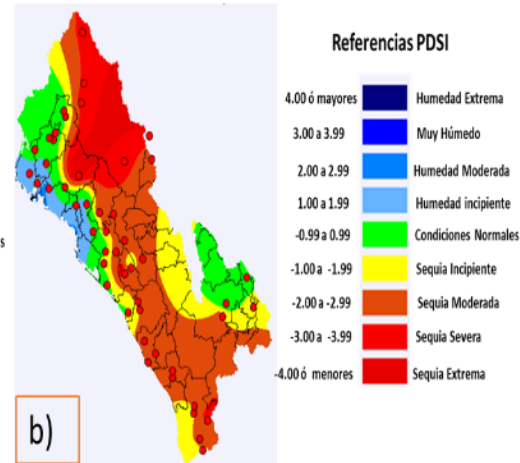 Referencias PDSI
4.00 ó mayores Humedad Extrema
3.00 a 3.99 Muy Húmedo
2.00 a 2.99 Humedad Moderada
1.00 a 1.99 Humedad incipiente
-0.99 a 0.99 Condiciones Normales
-1.00 a -1.99 Sequia Incipiente
-2.00 a -2.99 Sequia Moderada
-3.00 a -3.99 Sequia Severa
-4.00 ó menores Sequia Extrema
s
b)